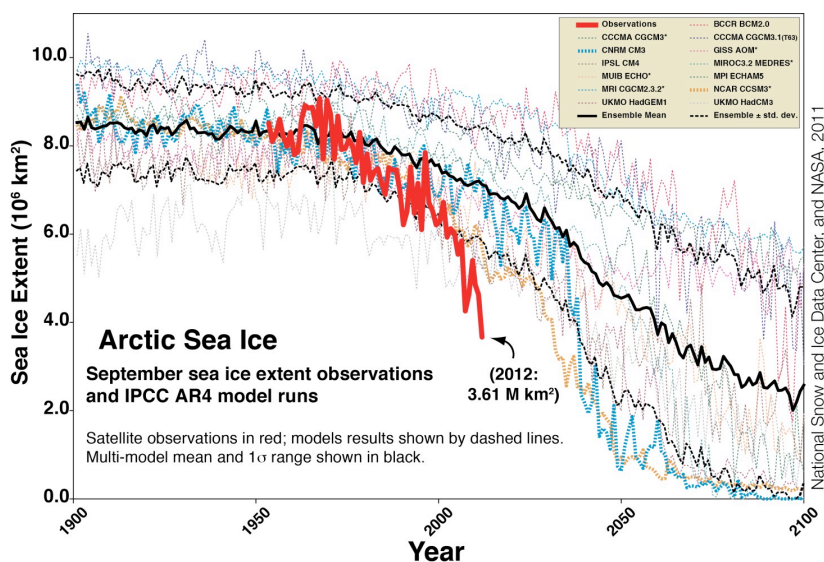 Observations
BCCR BCM2.0
CCCMA CGCM3*
CCCMA CGCM3.1(T63)
CNRM CM3
GISS AOM*
IPSL CM4
MIROC3.2 MEDRES*
MUIB ECHO*
MPI ECHAM5
MRI CGCM2.3.2*
NCAR CCSM3*
UKMO HadGEM1
UKMO HadCM3
Ensemble Mean
Ensemble ± std. dev.
Sea Ice Extent (10⁶ km²)
10.0
8.0
6.0
4.0
2.0
0.0
Arctic Sea Ice
September sea ice extent observations
and IPCC AR4 model runs
Satellite observations in red; models results shown by dashed lines.
Multi-model mean and 1σ range shown in black.
(2012:
3.61 M km²)
1900
1950
2000
2050
2100
Year
National Snow and Ice Data Center, and NASA, 2011